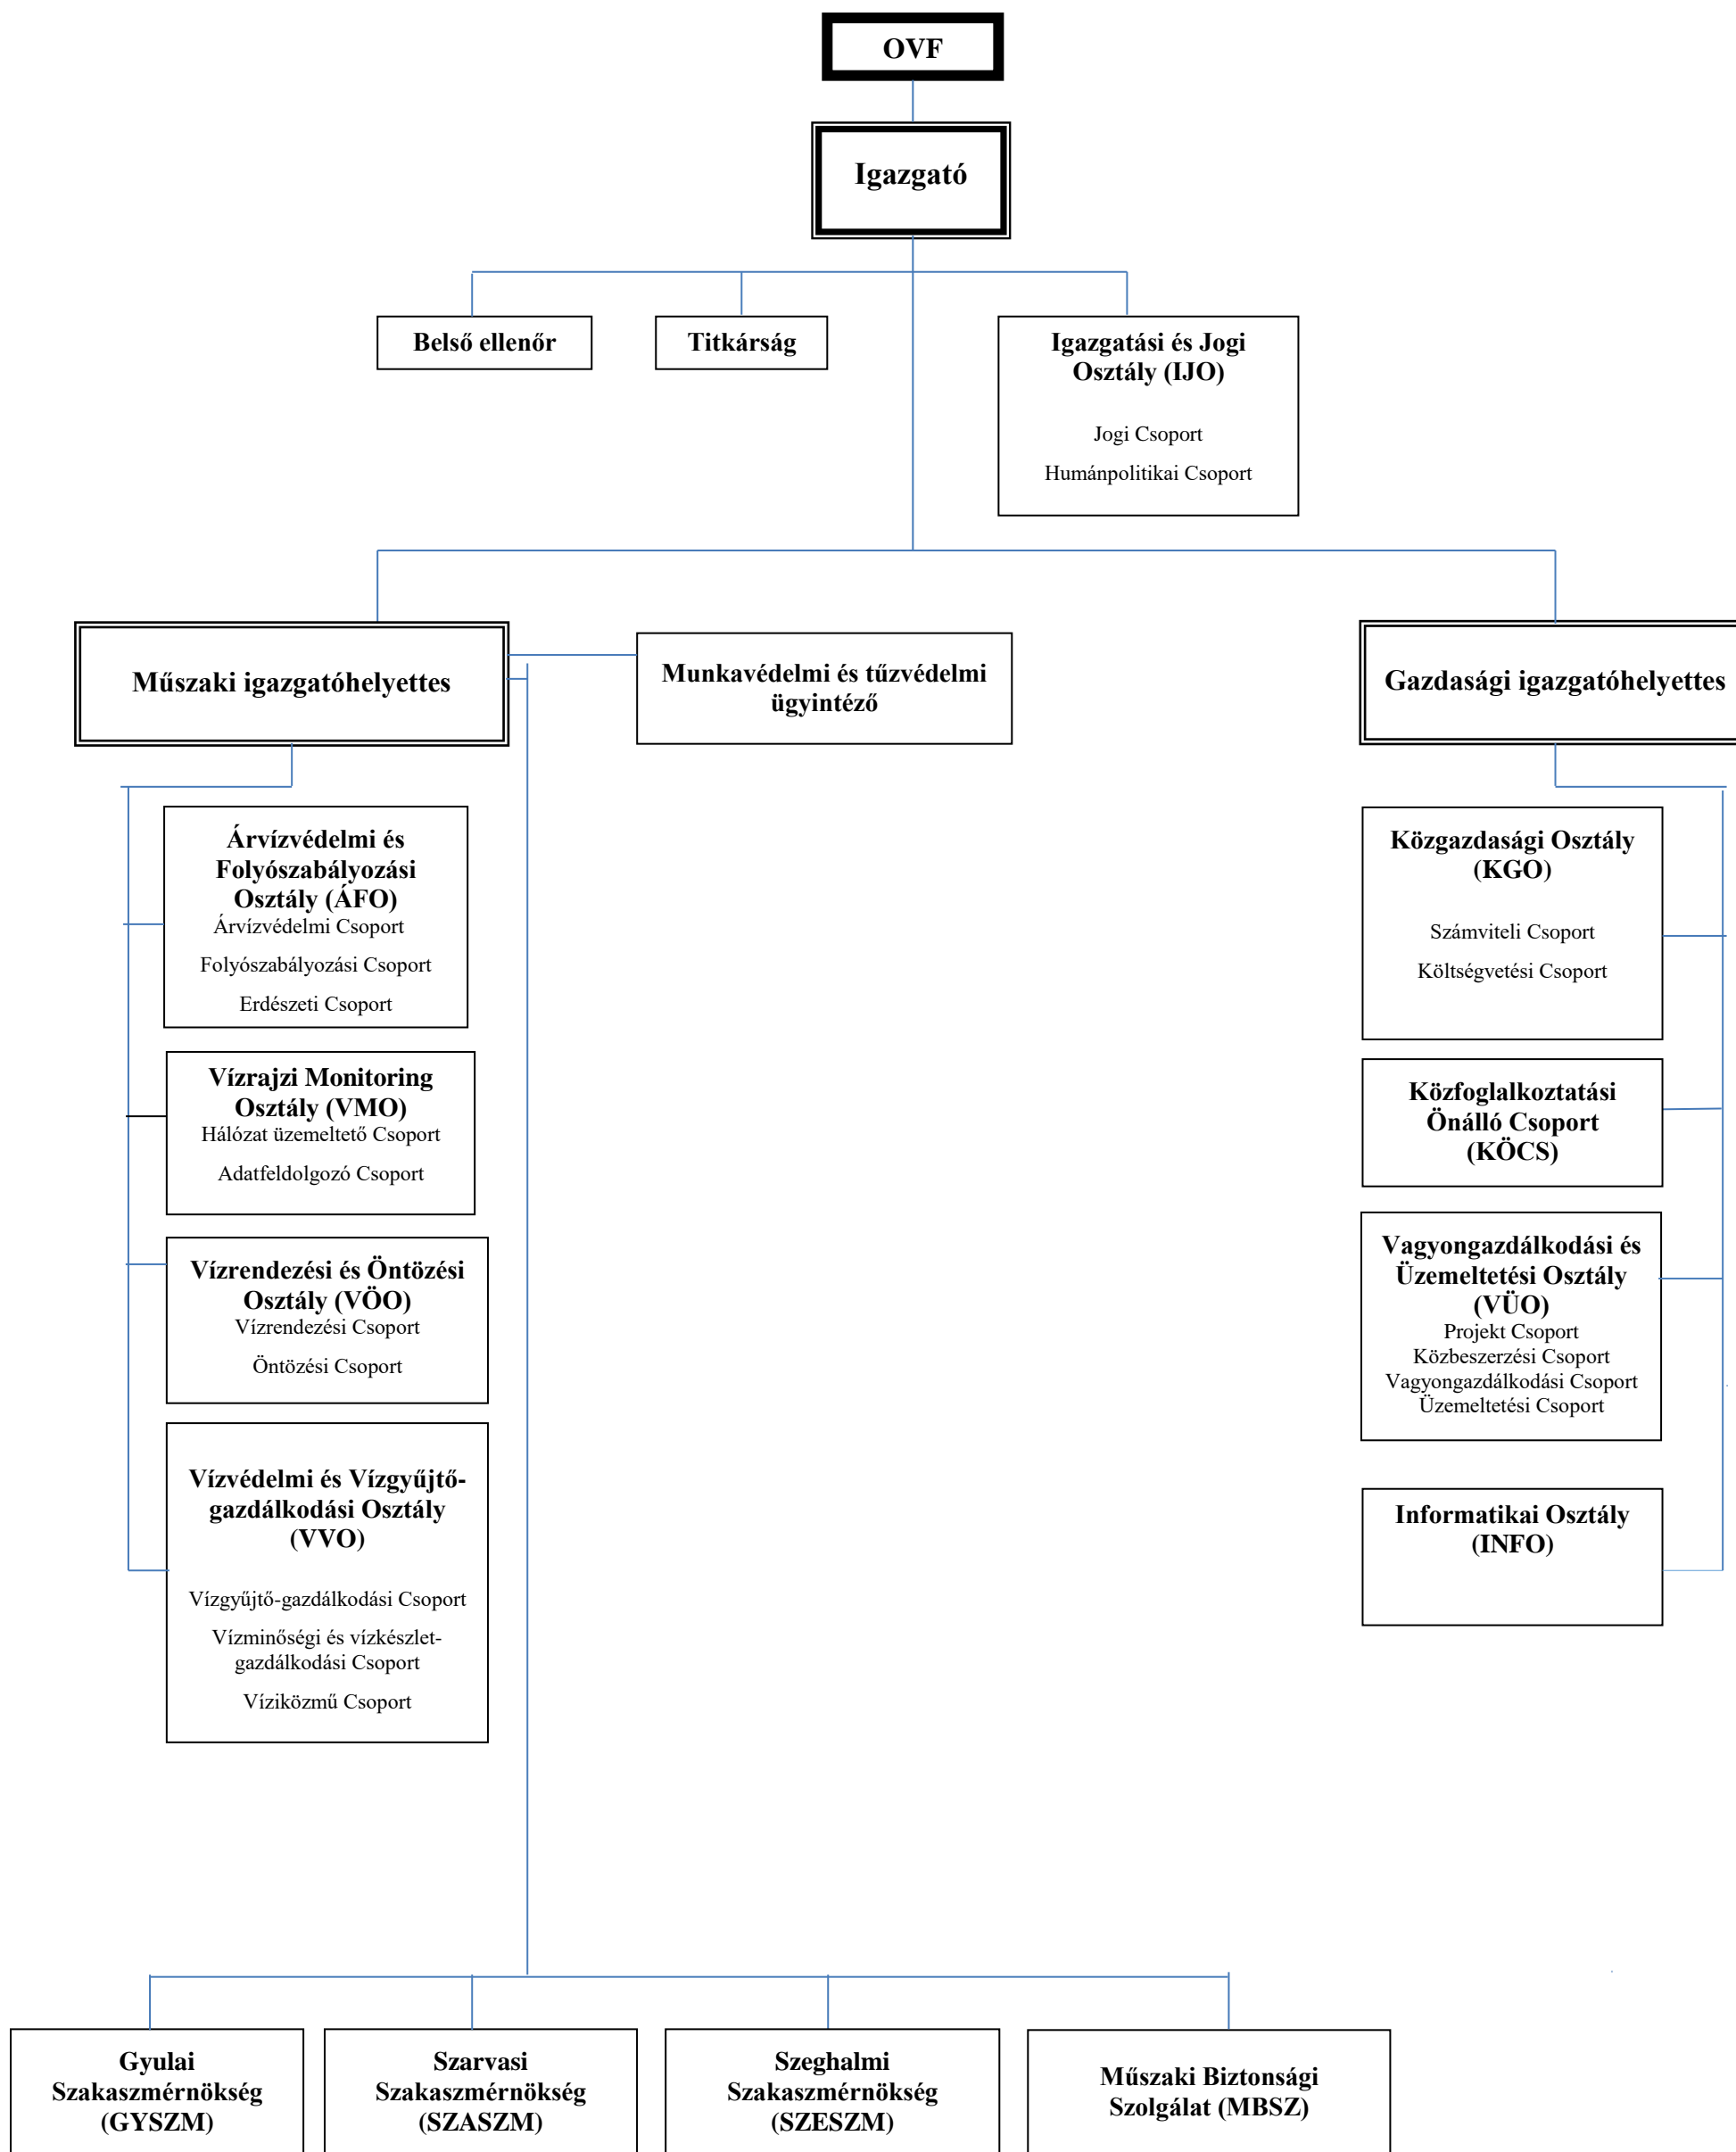 OVF
Igazgató
Belső ellenőr
Titkárság
Igazgatási és Jogi
Osztály (IJO)
Jogi Csoport
Humánpolitikai Csoport
Műszaki igazgatóhelyettes
Munkavédelmi és tűzvédelmi
ügyintéző
Gazdasági igazgatóhelyettes
Árvízvédelmi és
Folyószabályozási
Osztály (ÁFO)
Árvízvédelmi Csoport
Folyószabályozási Csoport
Erdészeti Csoport
Vízrajzi Monitoring
Osztály (VMO)
Hálózat üzemeltető Csoport
Adatfeldolgozó Csoport
Vízrendezési és Öntözési
Osztály (VÖO)
Vízrendezési Csoport
Öntözési Csoport
Vízvédelmi és Vízgyűjtő-
gazdálkodási Osztály
(VVO)
Vízgyűjtő-gazdálkodási Csoport
Vízminőségi és vízkészlet-
gazdálkodási Csoport
Víziközmű Csoport
Közgazdasági Osztály
(KGO)
Számviteli Csoport
Költségvetési Csoport
Közfoglalkoztatási
Önálló Csoport
(KÖCS)
Vagyongazdálkodási és
Üzemeltetési Osztály
(VÜO)
Projekt Csoport
Közbeszerzési Csoport
Vagyongazdálkodási Csoport
Üzemeltetési Csoport
Informatikai Osztály
(INFO)
Gyulai
Szakaszmérnökség
(GYSZM)
Szarvasi
Szakaszmérnökség
(SZASZM)
Szeghalmi
Szakaszmérnökség
(SZESZM)
Műszaki Biztonsági
Szolgálat (MBSZ)